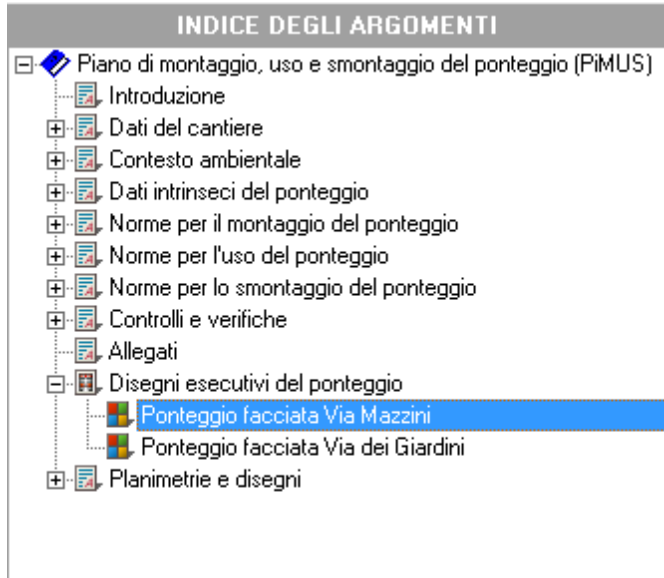 INDICE DEGLI ARGOMENTI
Piano di montaggio, uso e smontaggio del ponteggio (PiMUS)
Introduzione
Dati del cantiere
Contesto ambientale
Dati intrinseci del ponteggio
Norme per il montaggio del ponteggio
Norme per l'uso del ponteggio
Norme per lo smontaggio del ponteggio
Controlli e verifiche
Allegati
Disegni esecutivi del ponteggio
Ponteggio facciata Via Mazzini
Ponteggio facciata Via dei Giardini
Planimetrie e disegni